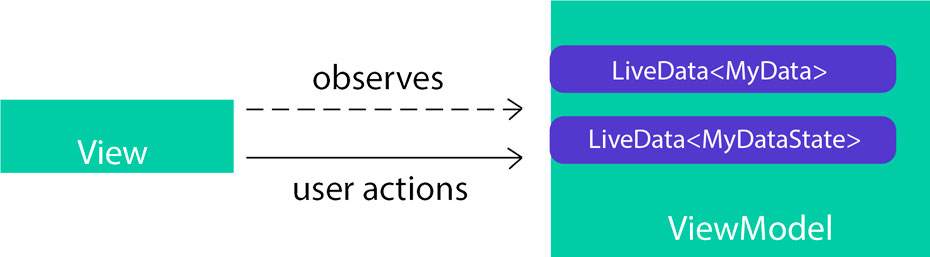 View
observes
user actions
LiveData<MyData>
LiveData<MyDataState>
ViewModel